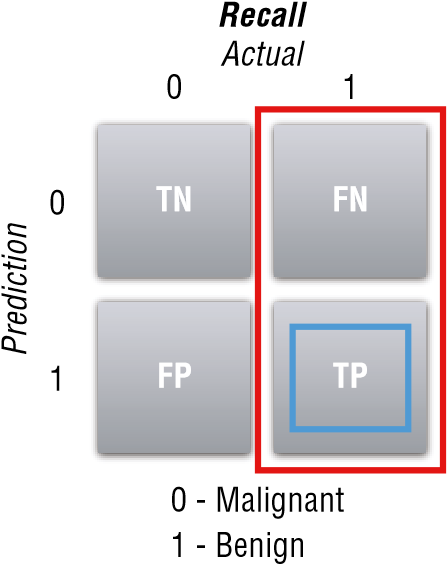 Recall
Actual
0 1
0 TN FN
Prediction
1 FP TP
0 - Malignant
1 - Benign